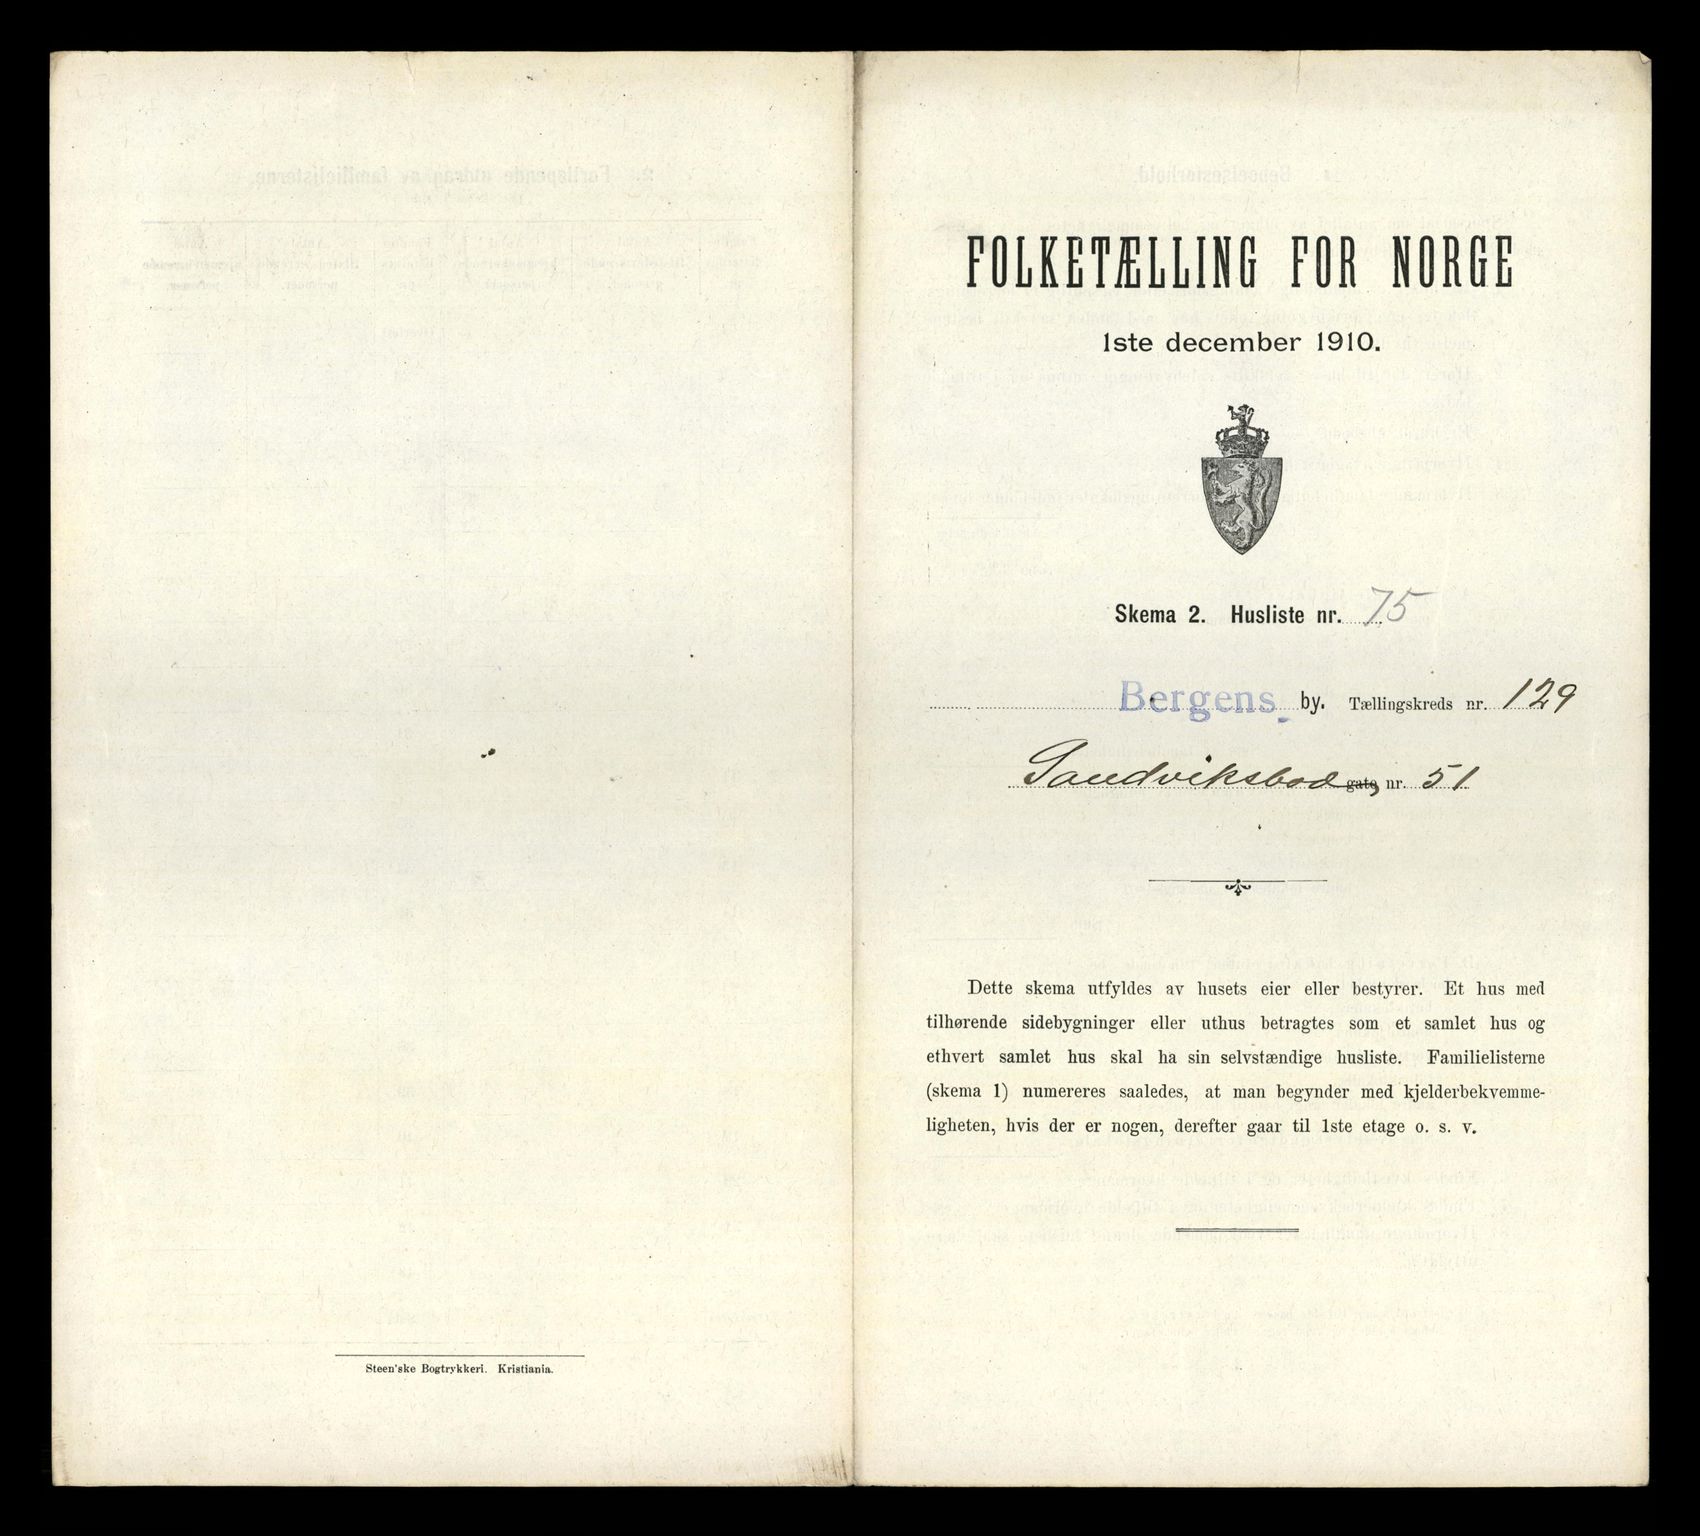 FOLKETÆLLING FOR NORGE
1ste december 1910.
Skema 2. Husliste nr. 75
Bergens by. Tællingskreds nr. 129
Sandviksbod gate, nr. 51
Dette skema utfyldes av husets eier eller bestyrer. Et hus med
tilhørende sidebygninger eller uthus betragtes som et samlet hus og
ethvert samlet hus skal ha sin selvstændige husliste. Familielisterne
(skema 1) numereres saaledes, at man begynder med kjelderbekvemme-
ligheten, hvis der er nogen, derefter gaar til 1ste etage o. s. v.
Steen'ske Bogtrykkeri. Kristiania.